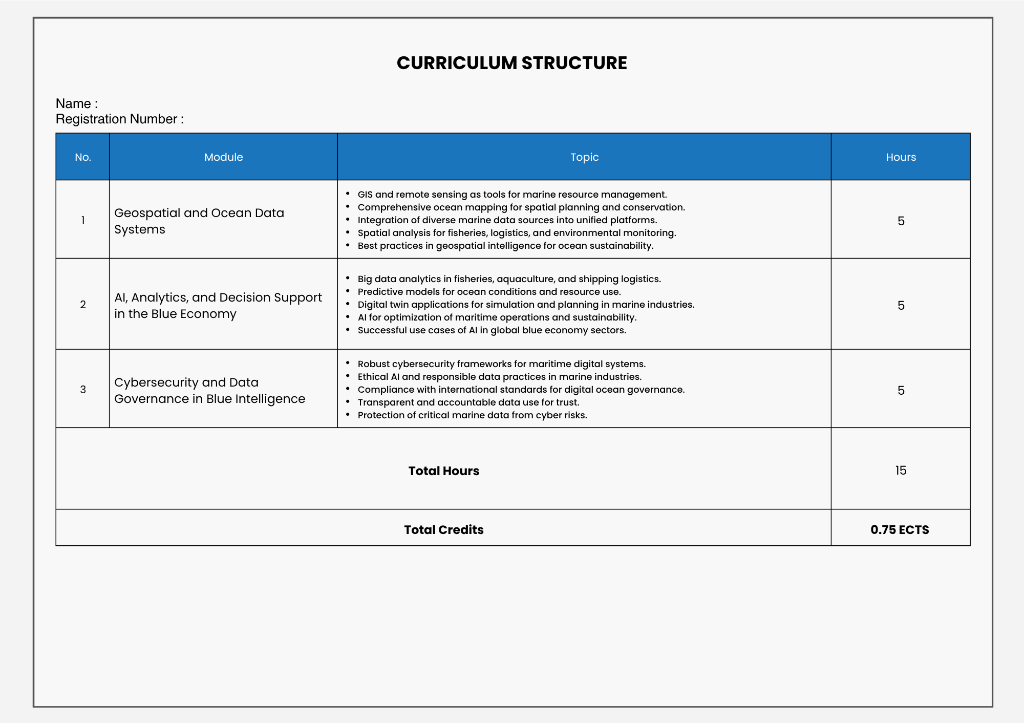 CURRICULUM STRUCTURE
Name :
Registration Number :
No. Module Topic Hours
1
Geospatial and Ocean Data
Systems
• GIS and remote sensing as tools for marine resource management.
• Comprehensive ocean mapping for spatial planning and conservation.
• Integration of diverse marine data sources into unified platforms.
• Spatial analysis for fisheries, logistics, and environmental monitoring.
• Best practices in geospatial intelligence for ocean sustainability.
5
2
AI, Analytics, and Decision Support
in the Blue Economy
• Big data analytics in fisheries, aquaculture, and shipping logistics.
• Predictive models for ocean conditions and resource use.
• Digital twin applications for simulation and planning in marine industries.
• AI for optimization of maritime operations and sustainability.
• Successful use cases of AI in global blue economy sectors.
5
3
Cybersecurity and Data
Governance in Blue Intelligence
• Robust cybersecurity frameworks for maritime digital systems.
• Ethical AI and responsible data practices in marine industries.
• Compliance with international standards for digital ocean governance.
• Transparent and accountable data use for trust.
• Protection of critical marine data from cyber risks.
5
Total Hours 15
Total Credits 0.75 ECTS